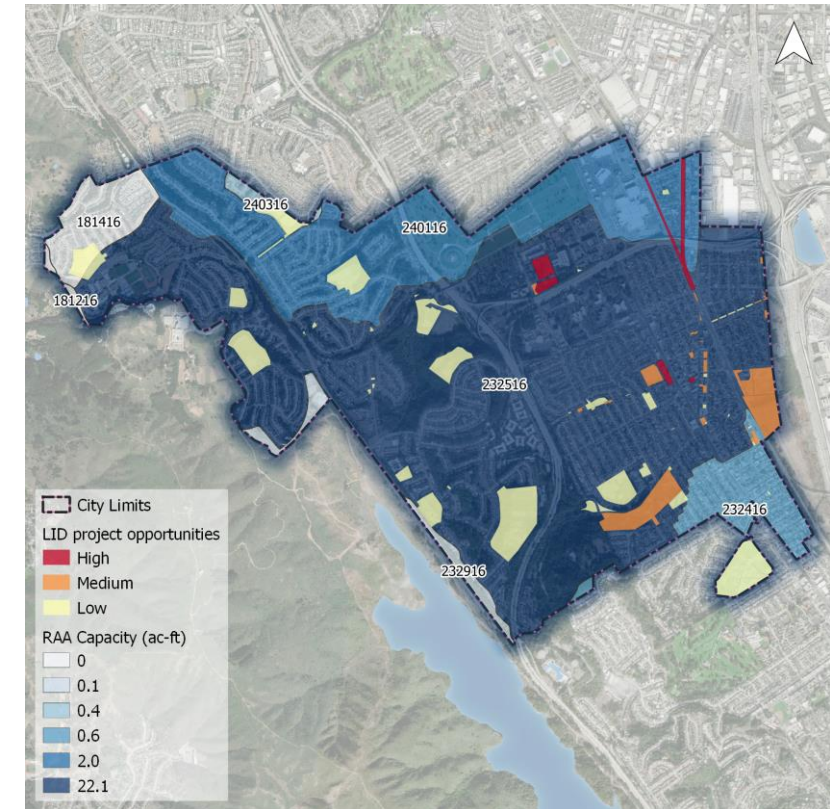 181416
240316
240116
181216
232516
232416
232916
City Limits
LID project opportunities
High
Medium
Low
RAA Capacity (ac-ft)
0
0.1
0.4
0.6
2.0
22.1